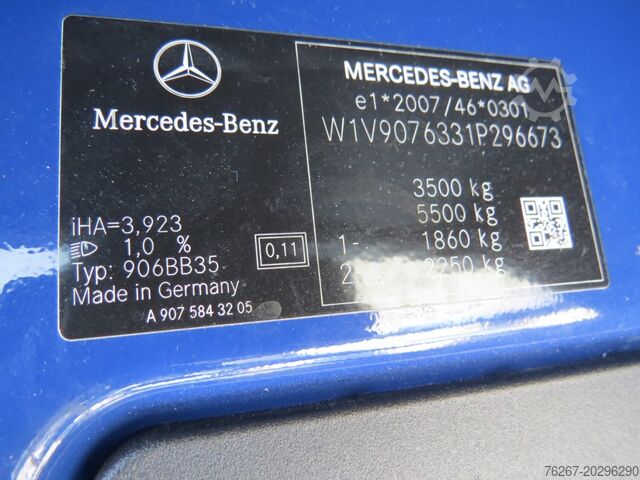 Mercedes-Benz
iHA=3,923
1,0 %
Typ: 906BB35
Made in Germany
0,11
A 907 584 32 05
MERCEDES-BENZ AG
e1*2007/46*0301
W1V9076331P296673
3500 kg
5500 kg
1- 1860 kg
2 2250 kg
76267-20296290